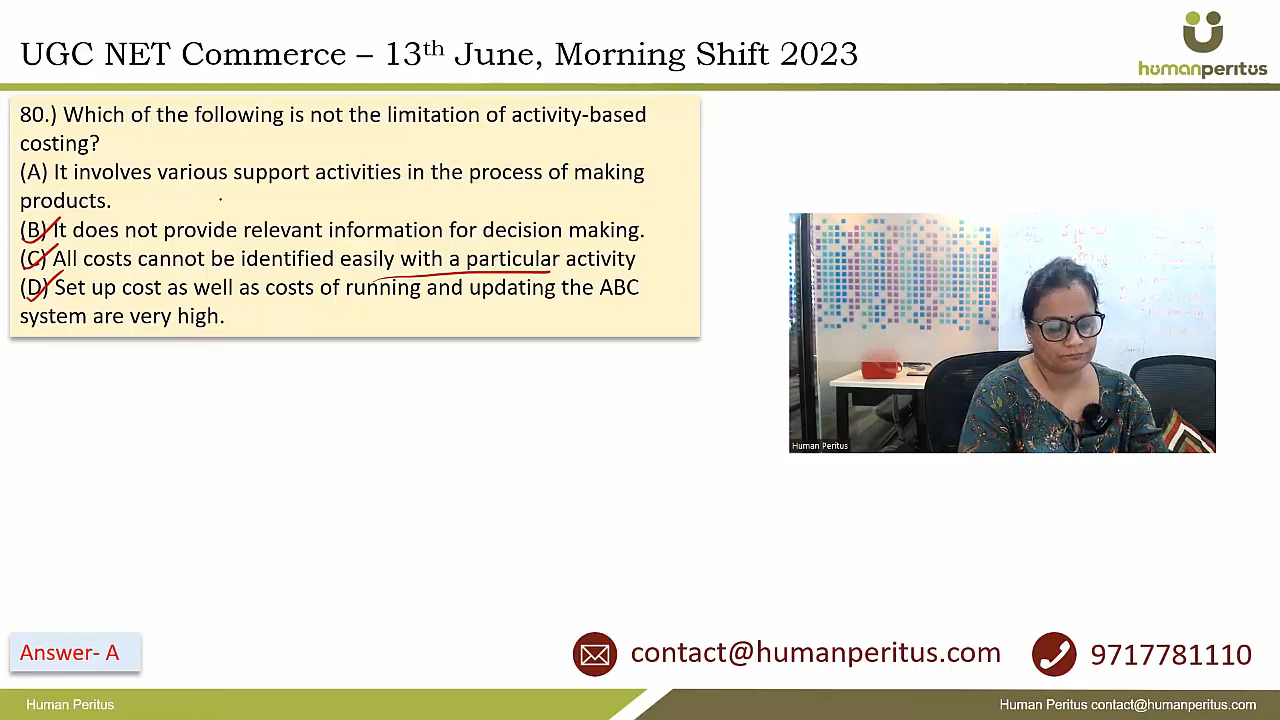 UGC NET Commerce – 13th June, Morning Shift 2023
humanperitus
80.) Which of the following is not the limitation of activity-based
costing?
(A) It involves various support activities in the process of making
products.
(B) It does not provide relevant information for decision making.
(C) All costs cannot be identified easily with a particular activity
(D) Set up cost as well as costs of running and updating the ABC
system are very high.
Human Peritus
Answer- A
contact@humanperitus.com
9717781110
Human Peritus
Human Peritus contact@humanperitus.com